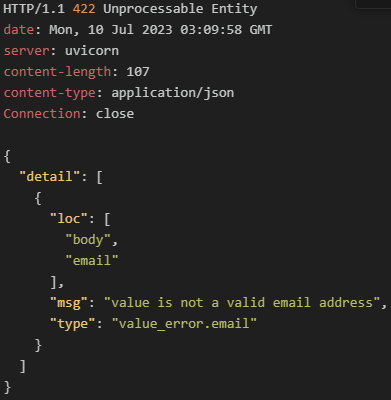 HTTP/1.1 422 Unprocessable Entity
date: Mon, 10 Jul 2023 03:09:58 GMT
server: uvicorn
content-length: 107
content-type: application/json
Connection: close

{
  "detail": [
    {
      "loc": [
        "body",
        "email"
      ],
      "msg": "value is not a valid email address",
      "type": "value_error.email"
    }
  ]
}